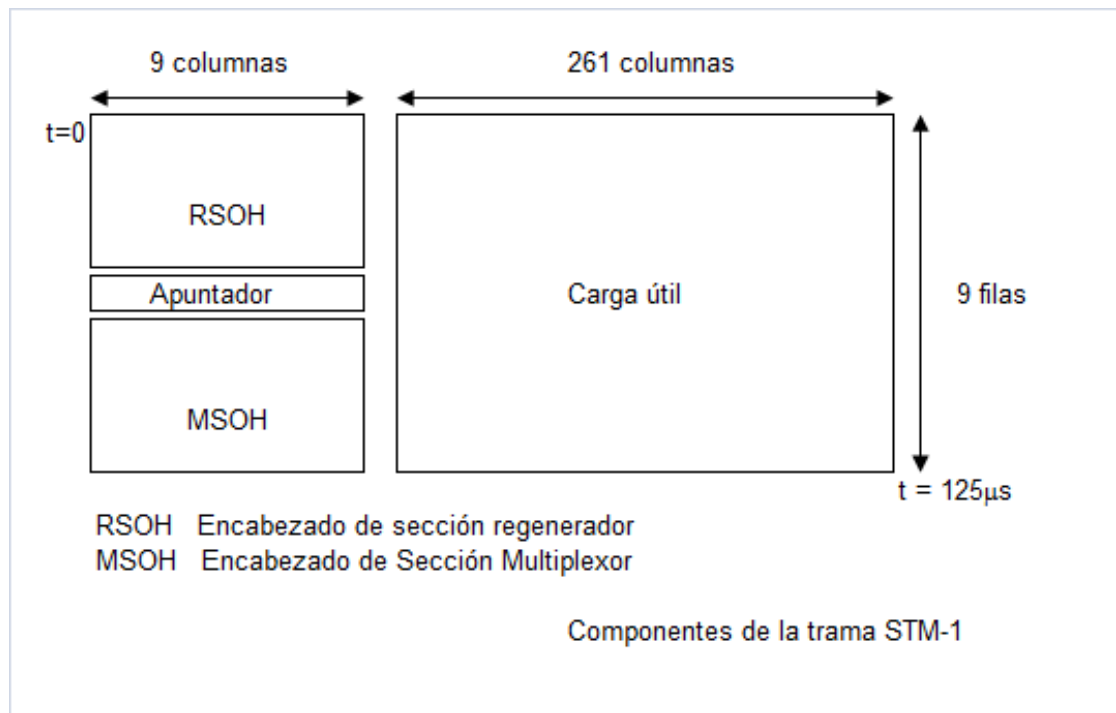 9 columnas
261 columnas
t=0
RSOH
Apuntador
Carga útil
9 filas
MSOH
t = 125μs
RSOH Encabezado de sección regenerador
MSOH Encabezado de Sección Multiplexor
Componentes de la trama STM-1